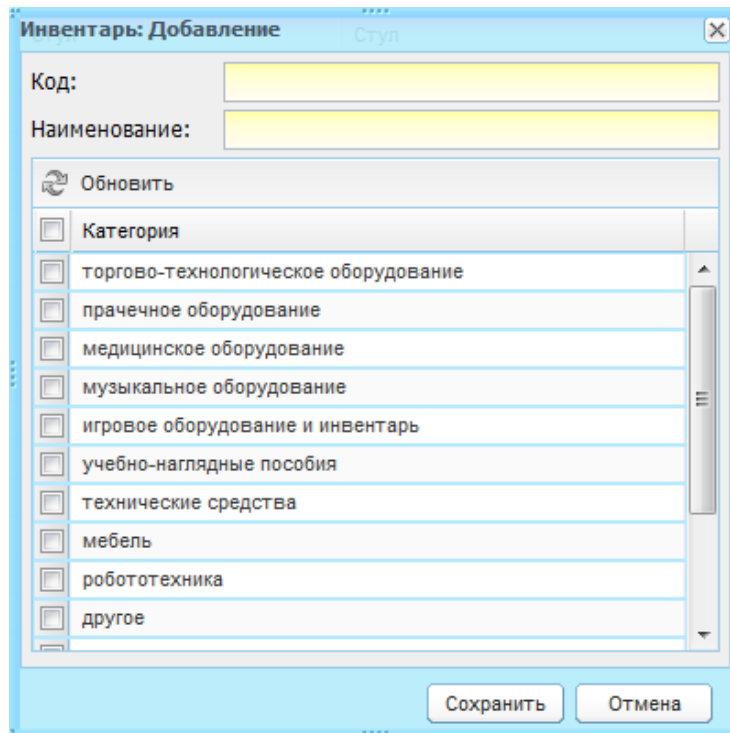 Инвентарь: Добавление
Стул
Код:
Наименование:
Обновить
Категория
торгово-технологическое оборудование
прачечное оборудование
медицинское оборудование
музыкальное оборудование
игровое оборудование и инвентарь
учебно-наглядные пособия
технические средства
мебель
робототехника
другое
Сохранить Отмена